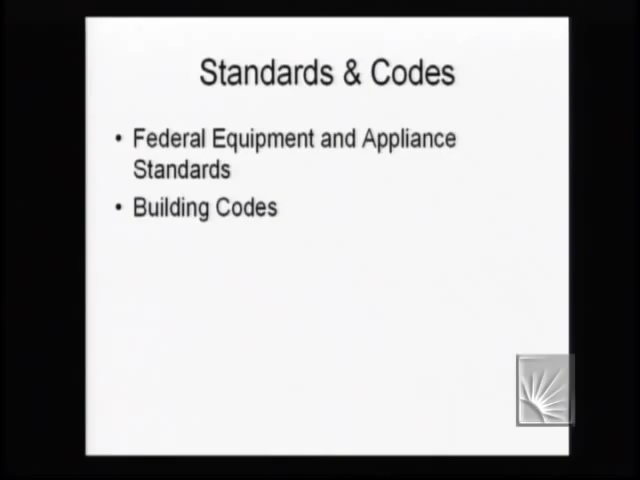 Standards & Codes
• Federal Equipment and Appliance
Standards
• Building Codes